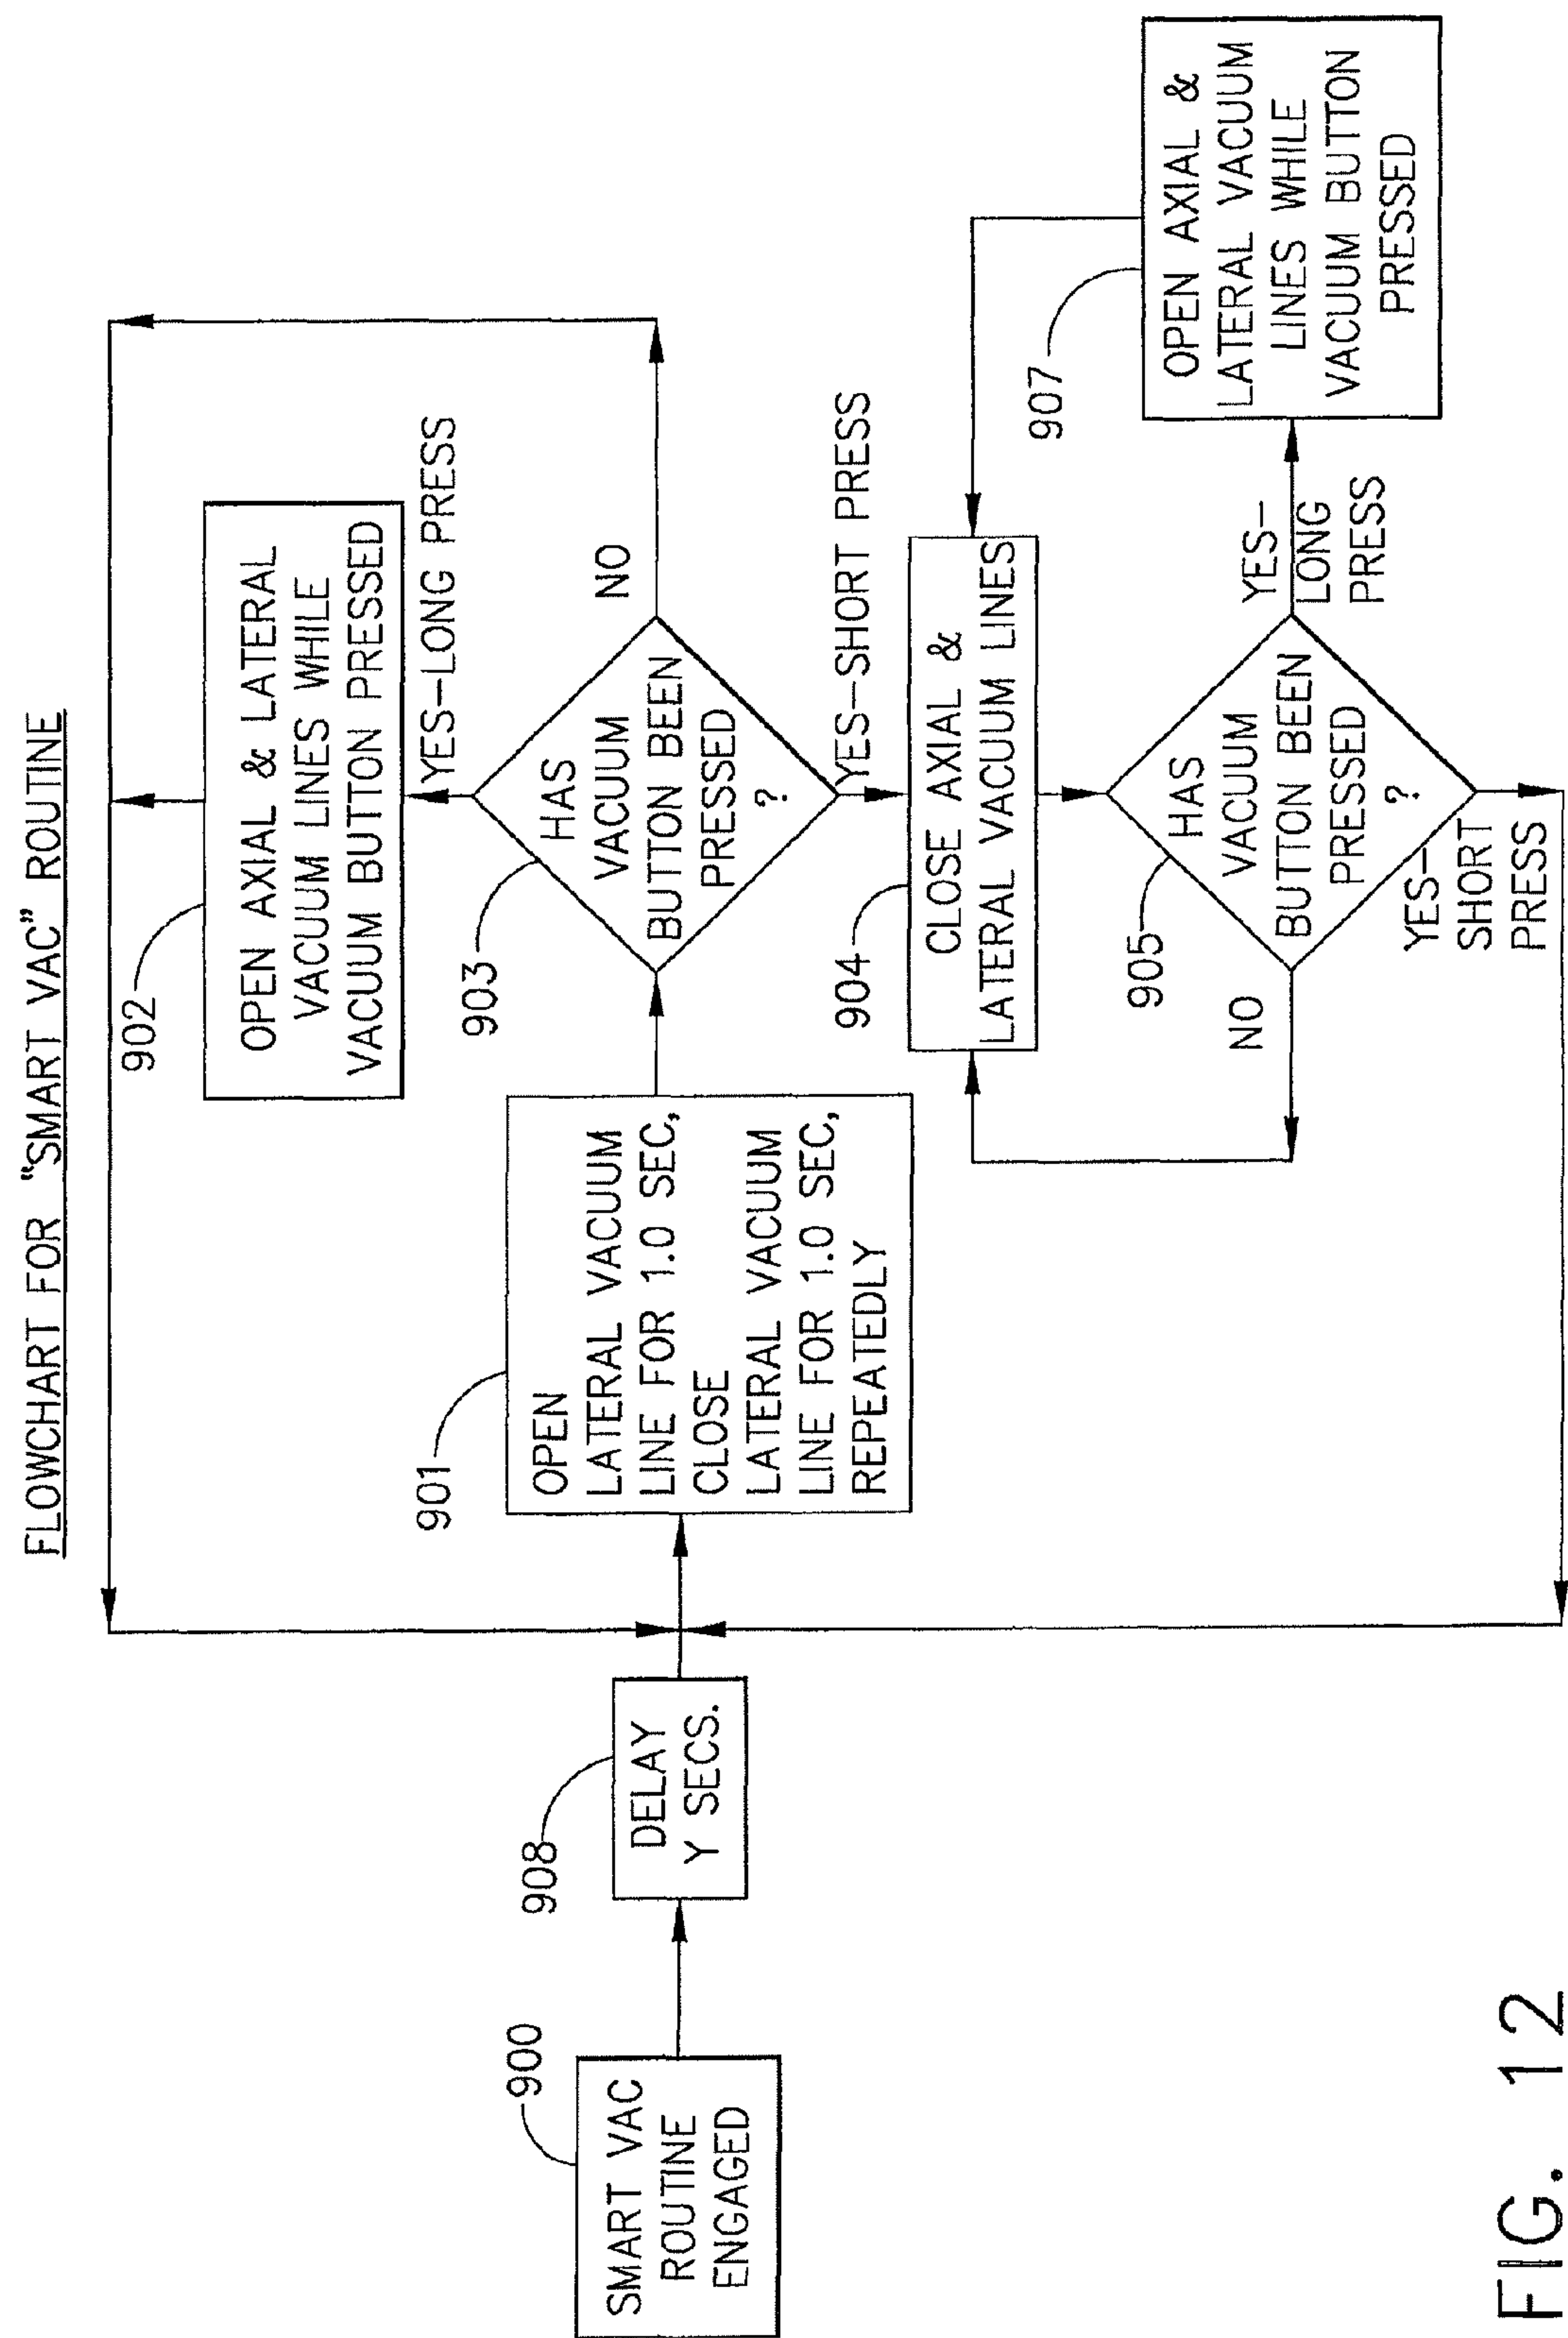 FLOWCHART FOR "SMART VAC" ROUTINE
900
SMART VAC
ROUTINE
ENGAGED
908
DELAY
Y SECS.
901
OPEN
LATERAL VACUUM
LINE FOR 1.0 SEC,
CLOSE
LATERAL VACUUM
LINE FOR 1.0 SEC,
REPEATEDLY
902
OPEN AXIAL & LATERAL
VACUUM LINES WHILE
VACUUM BUTTON PRESSED
YES-LONG PRESS
903
HAS
VACUUM
BUTTON BEEN
PRESSED
?
NO
YES-SHORT PRESS
904
CLOSE AXIAL &
LATERAL VACUUM LINES
905
HAS
VACUUM
BUTTON BEEN
PRESSED
?
NO
YES-
SHORT
PRESS
YES-
LONG
PRESS
907
OPEN AXIAL &
LATERAL VACUUM
LINES WHILE
VACUUM BUTTON
PRESSED
FIG. 12